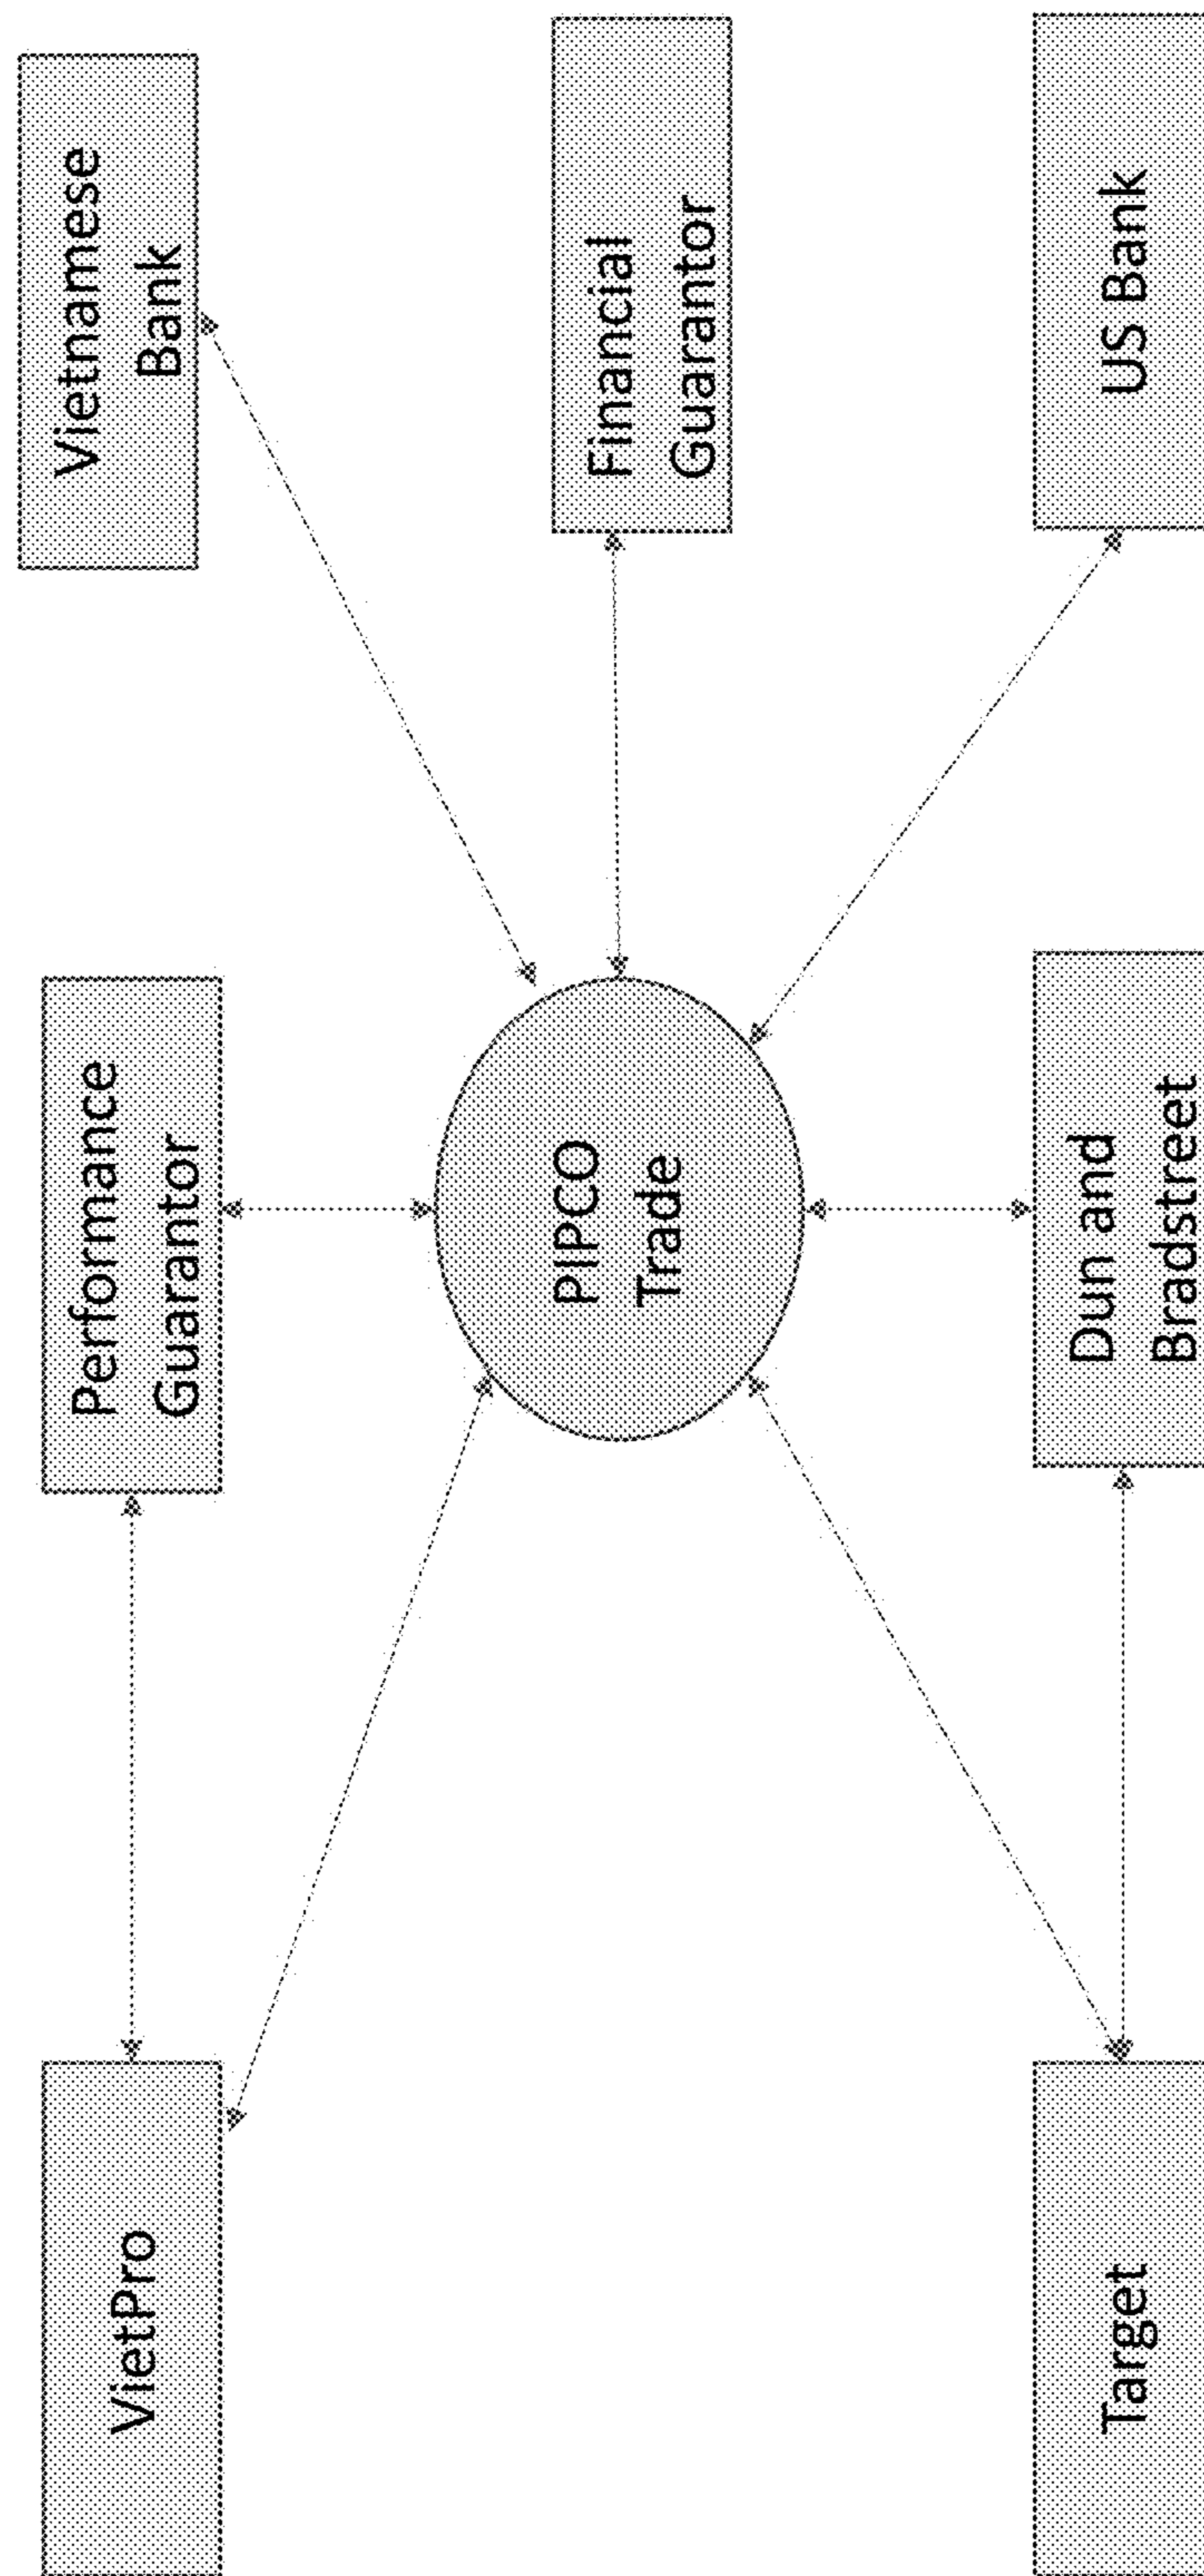 VietPro
Performance
Guarantor
Vietnamese
Bank
PIPCO
Trade
Financial
Guarantor
Target
Dun and
Bradstreet
US Bank